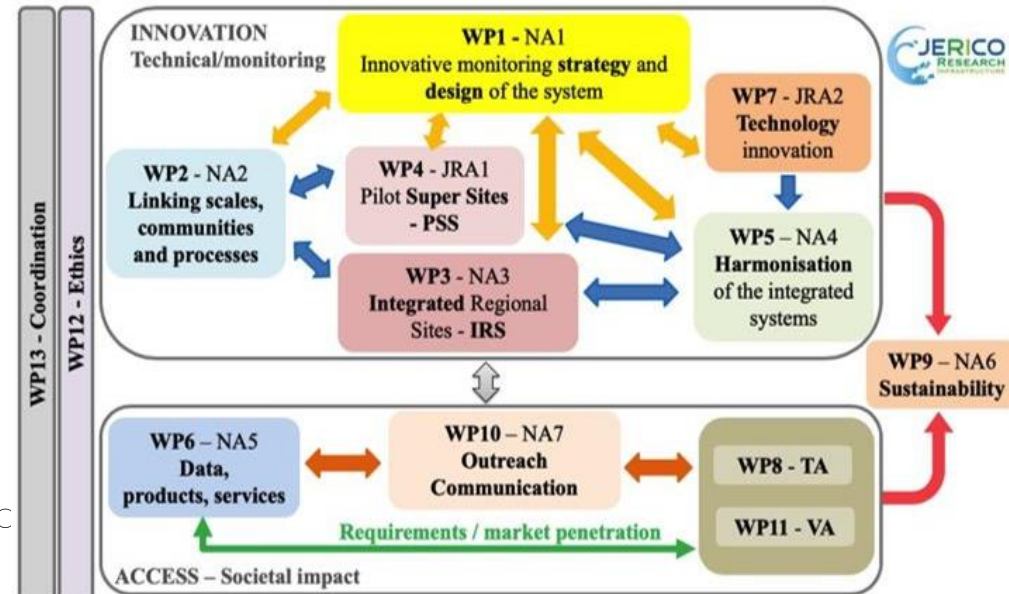 WP13 - Coordination
WP12 - Ethics
INNOVATION
Technical/monitoring
WP1 - NA1
Innovative monitoring strategy and
design of the system
JERICO
RESEARCH
INFRASTRUCTURE
WP7 - JRA2
Technology
innovation
WP2 - NA2
Linking scales,
communities
and processes
WP4 - JRA1
Pilot Super Sites
- PSS
WP5 – NA4
Harmonisation
of the integrated
systems
WP3 - NA3
Integrated Regional
Sites - IRS
WP9 – NA6
Sustainability
WP6 – NA5
Data,
products, services
WP10 – NA7
Outreach
Communication
WP8 - TA
WP11 - VA
Requirements / market penetration
ACCESS – Societal impact